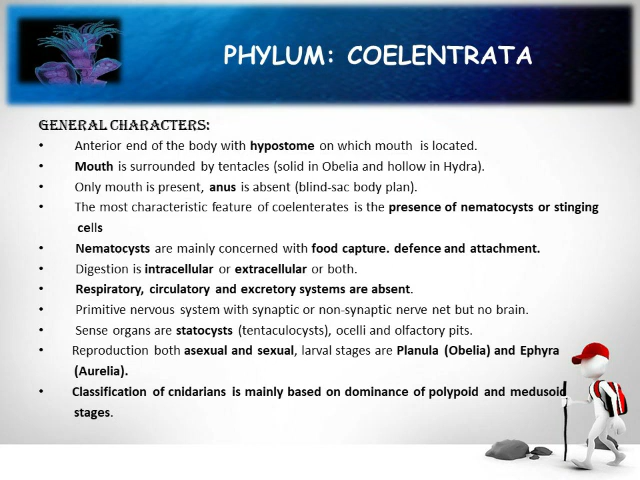 PHYLUM: COELENTRATA
GENERAL CHARACTERS:
• Anterior end of the body with hypostome on which mouth is located.
• Mouth is surrounded by tentacles (solid in Obelia and hollow in Hydra).
• Only mouth is present, anus is absent (blind-sac body plan).
• The most characteristic feature of coelenterates is the presence of nematocysts or stinging
cells
• Nematocysts are mainly concerned with food capture. defence and attachment.
• Digestion is intracellular or extracellular or both.
• Respiratory, circulatory and excretory systems are absent.
• Primitive nervous system with synaptic or non-synaptic nerve net but no brain.
• Sense organs are statocysts (tentaculocysts), ocelli and olfactory pits.
• Reproduction both asexual and sexual, larval stages are Planula (Obelia) and Ephyra
(Aurelia).
• Classification of cnidarians is mainly based on dominance of polypoid and medusoid
stages.